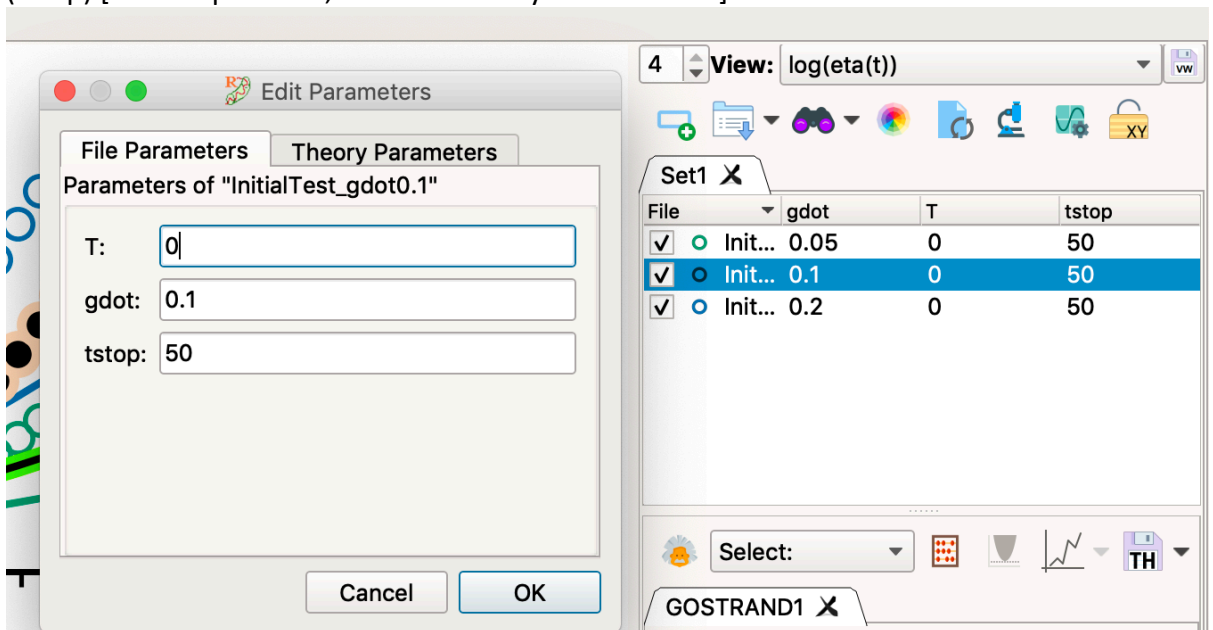 4 View: log(eta(t))
VW
Edit Parameters
File Parameters Theory Parameters
Parameters of "InitialTest_gdot0.1"
T: 0
gdot: 0.1
tstop: 50
Cancel OK
XY
Set1
File gdot T tstop
Init... 0.05 0 50
Init... 0.1 0 50
Init... 0.2 0 50
Select:
TH
GOSTRAND1